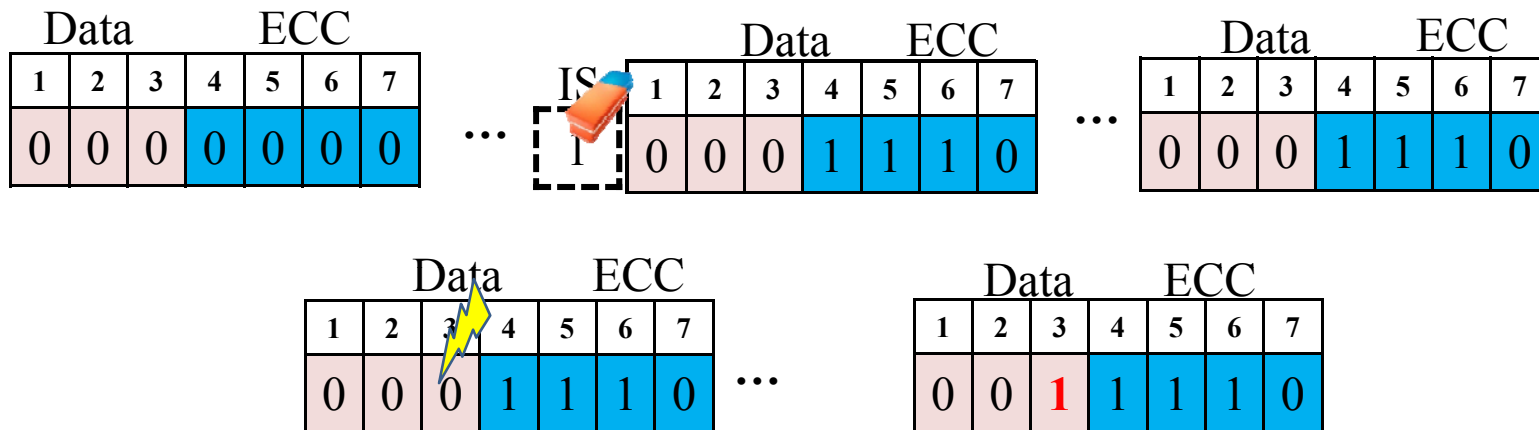 Data ECC
1 2 3 4 5 6 7
0 0 0 0 0 0 0
...
IS
1
Data ECC
1 2 3 4 5 6 7
0 0 0 1 1 1 0
...
Data ECC
1 2 3 4 5 6 7
0 0 0 1 1 1 0
Data ECC
1 2 3 4 5 6 7
0 0 0 1 1 1 0
...
Data ECC
1 2 3 4 5 6 7
0 0 1 1 1 1 0